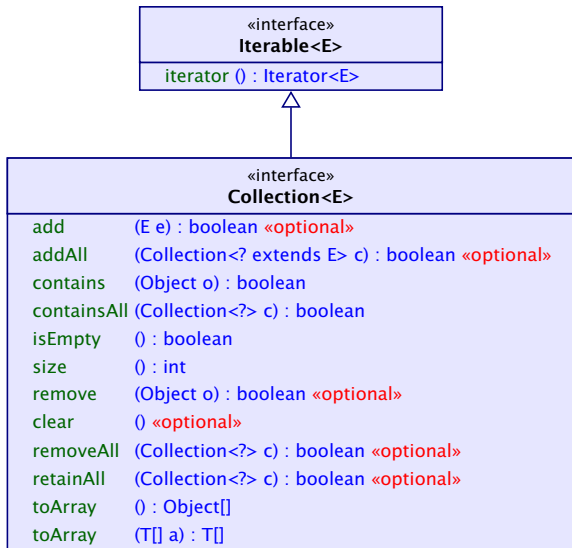 «interface»
Iterable<E>
iterator () : Iterator<E>
«interface»
Collection<E>
add (E e) : boolean «optional»
addAll (Collection<? extends E> c) : boolean «optional»
contains (Object o) : boolean
containsAll (Collection<?> c) : boolean
isEmpty () : boolean
size () : int
remove (Object o) : boolean «optional»
clear () «optional»
removeAll (Collection<?> c) : boolean «optional»
retainAll (Collection<?> c) : boolean «optional»
toArray () : Object[]
toArray (T[] a) : T[]